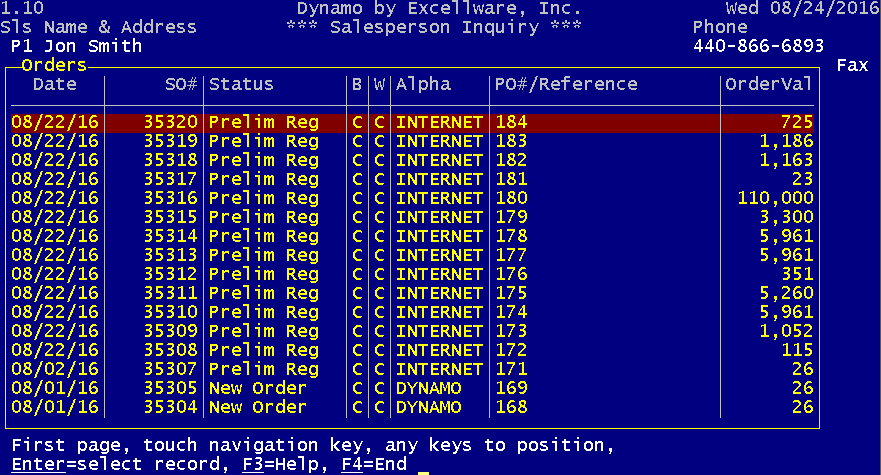 1.10 Dynamo by Excellware, Inc. Wed 08/24/2016
Sls Name & Address *** Salesperson Inquiry *** Phone
P1 Jon Smith 440-866-6893
Orders Fax
Date SO# Status B W Alpha PO#/Reference OrderVal
08/22/16 35320 Prelim Reg C C INTERNET 184 725
08/22/16 35319 Prelim Reg C C INTERNET 183 1,186
08/22/16 35318 Prelim Reg C C INTERNET 182 1,163
08/22/16 35317 Prelim Reg C C INTERNET 181 23
08/22/16 35316 Prelim Reg C C INTERNET 180 110,000
08/22/16 35315 Prelim Reg C C INTERNET 179 3,300
08/22/16 35314 Prelim Reg C C INTERNET 178 5,961
08/22/16 35313 Prelim Reg C C INTERNET 177 5,961
08/22/16 35312 Prelim Reg C C INTERNET 176 351
08/22/16 35311 Prelim Reg C C INTERNET 175 5,260
08/22/16 35310 Prelim Reg C C INTERNET 174 5,961
08/22/16 35309 Prelim Reg C C INTERNET 173 1,052
08/22/16 35308 Prelim Reg C C INTERNET 172 115
08/02/16 35307 Prelim Reg C C INTERNET 171 26
08/01/16 35305 New Order C C DYNAMO 169 26
08/01/16 35304 New Order C C DYNAMO 168 26
First page, touch navigation key, any keys to position,
Enter=select record, F3=Help, F4=End _